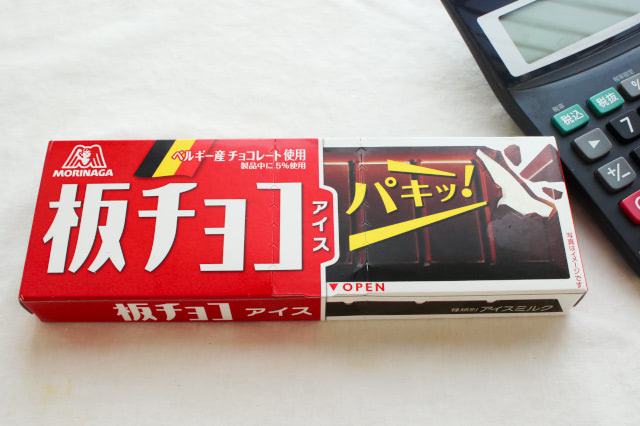 MORINAGA
ベルギー産 チョコレート使用
製品中に5%使用
板チョコ
アイス
パキッ!
写真はイメージです
▼OPEN
板チョコ アイス
種類別 アイスミルク
税込
税抜
%
7
+/-